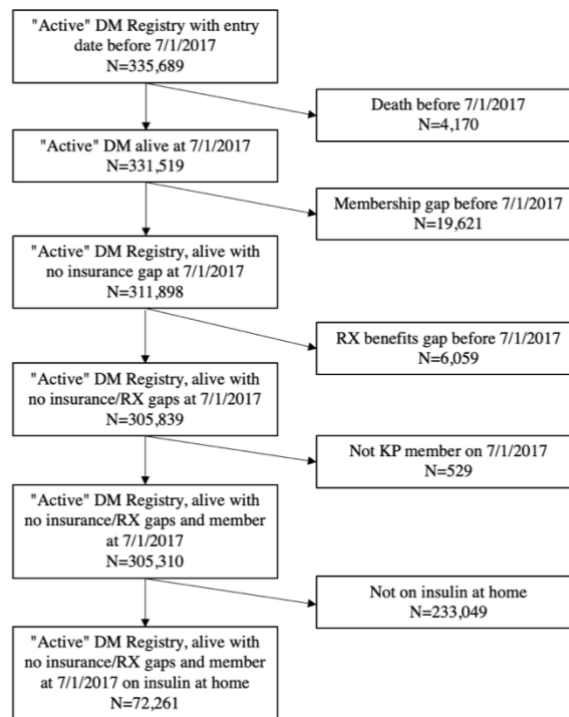 "Active" DM Registry with entry
date before 7/1/2017
N=335,689
Death before 7/1/2017
N=4,170
"Active" DM alive at 7/1/2017
N=331,519
Membership gap before 7/1/2017
N=19,621
"Active" DM Registry, alive with
no insurance gap at 7/1/2017
N=311,898
RX benefits gap before 7/1/2017
N=6,059
"Active" DM Registry, alive with
no insurance/RX gaps at 7/1/2017
N=305,839
Not KP member on 7/1/2017
N=529
"Active" DM Registry, alive with
no insurance/RX gaps and member
at 7/1/2017
N=305,310
Not on insulin at home
N=233,049
"Active" DM Registry, alive with
no insurance/RX gaps and member
at 7/1/2017 on insulin at home
N=72,261